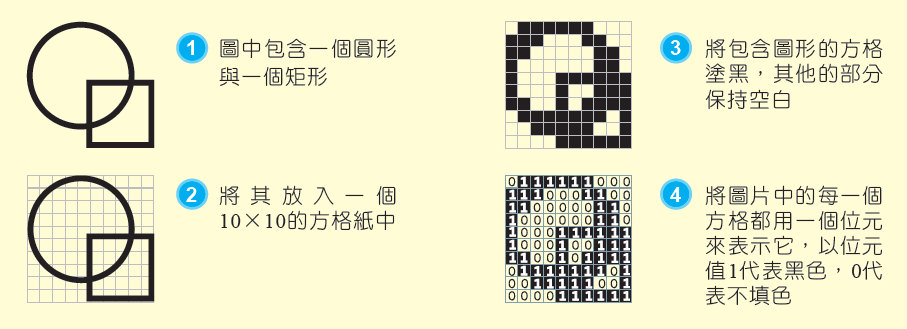 1 圖中包含一個圓形
與一個矩形
2 將其放入一個
10×10的方格紙中
3 將包含圖形的方格
塗黑，其他的部分
保持空白
0111111000
1000111111
0000111111
4 將圖片中的每一個
方格都用一個位元
來表示它，以位元
值1代表黑色，0代
表不填色